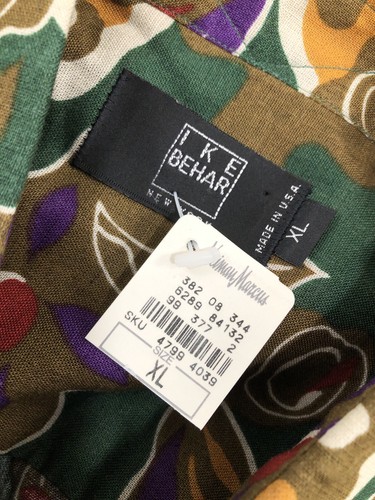 IKE
BEHAR
NEW YORK
MADE IN U.S.A.
XL
Neiman Marcus
382 08 344
6289 84132
99 377 2
SKU 4799 4039
SIZE
XL